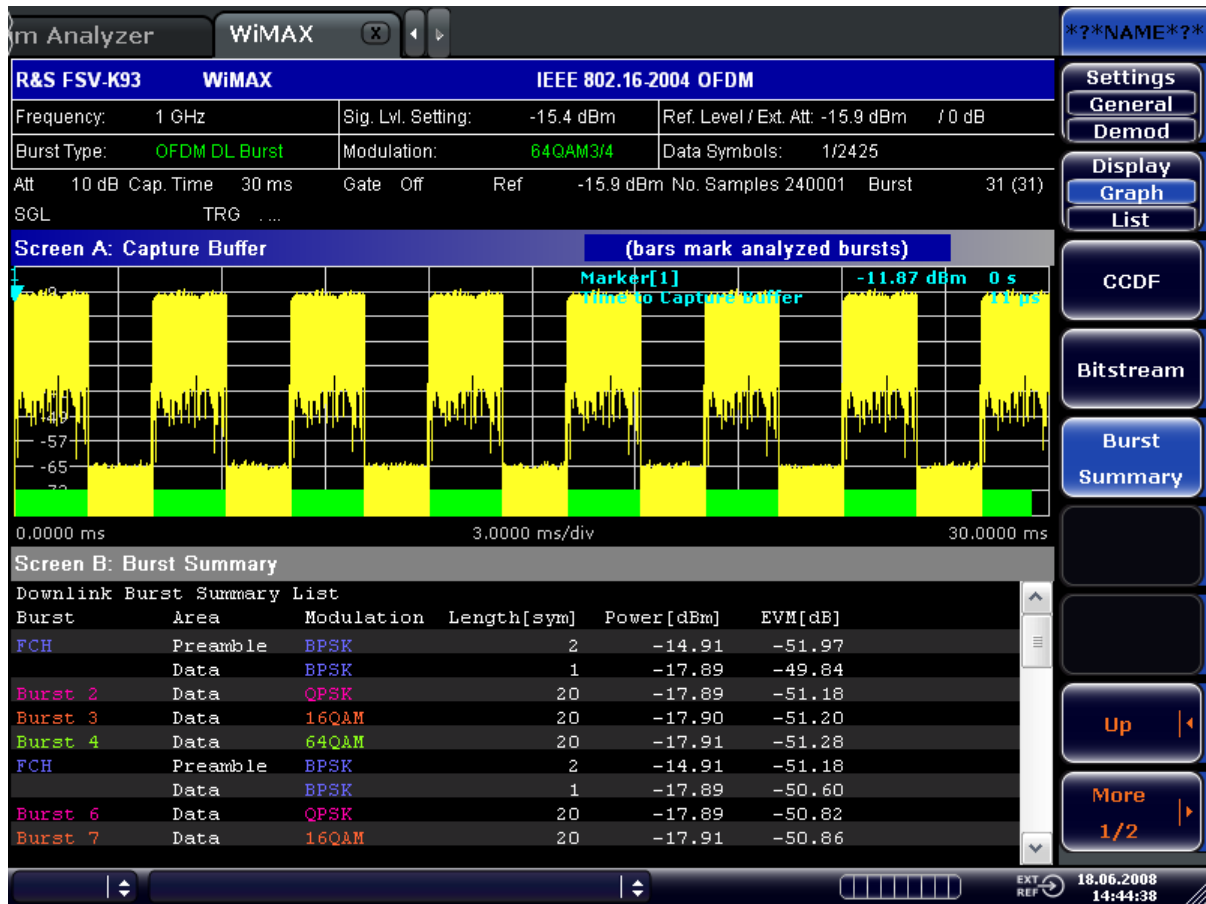 m Analyzer WiMAX X
*?*NAME*?*
R&S FSV-K93 WiMAX IEEE 802.16-2004 OFDM
Frequency: 1 GHz Sig. Lvl. Setting: -15.4 dBm Ref. Level / Ext. Att: -15.9 dBm / 0 dB
Burst Type: OFDM DL Burst Modulation: 64QAM3/4 Data Symbols: 1/2425
Att 10 dB Cap. Time 30 ms Gate Off Ref -15.9 dBm No. Samples 240001 Burst 31 (31)
SGL TRG . ...
Screen A: Capture Buffer (bars mark analyzed bursts)
1
Marker[1] -11.87 dBm 0 s
Time to Capture Buffer 11 µs
-57
-65
0.0000 ms 3.0000 ms/div 30.0000 ms
Screen B: Burst Summary
Downlink Burst Summary List
Burst Area Modulation Length[sym] Power[dBm] EVM[dB]
FCH Preamble BPSK 2 -14.91 -51.97
Data BPSK 1 -17.89 -49.84
Burst 2 Data QPSK 20 -17.89 -51.18
Burst 3 Data 16QAM 20 -17.90 -51.20
Burst 4 Data 64QAM 20 -17.91 -51.28
FCH Preamble BPSK 2 -14.91 -51.18
Data BPSK 1 -17.89 -50.60
Burst 6 Data QPSK 20 -17.89 -50.82
Burst 7 Data 16QAM 20 -17.91 -50.86
Settings
General
Demod
Display
Graph
List
CCDF
Bitstream
Burst
Summary
Up
More
1/2
EXT
REF
18.06.2008
14:44:38